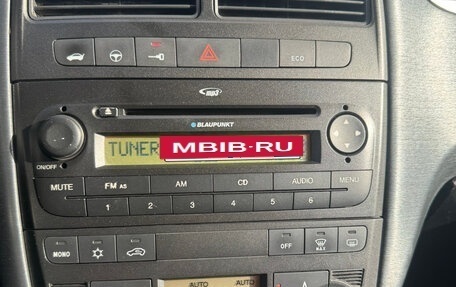 ECO
mp3
BLAUPUNKT
TUNER
MBIB-RU
ON/OFF
MUTE FM AS AM CD AUDIO MENU
1 2 3 4 5 6
MONO OFF MAX
AUTO AUTO